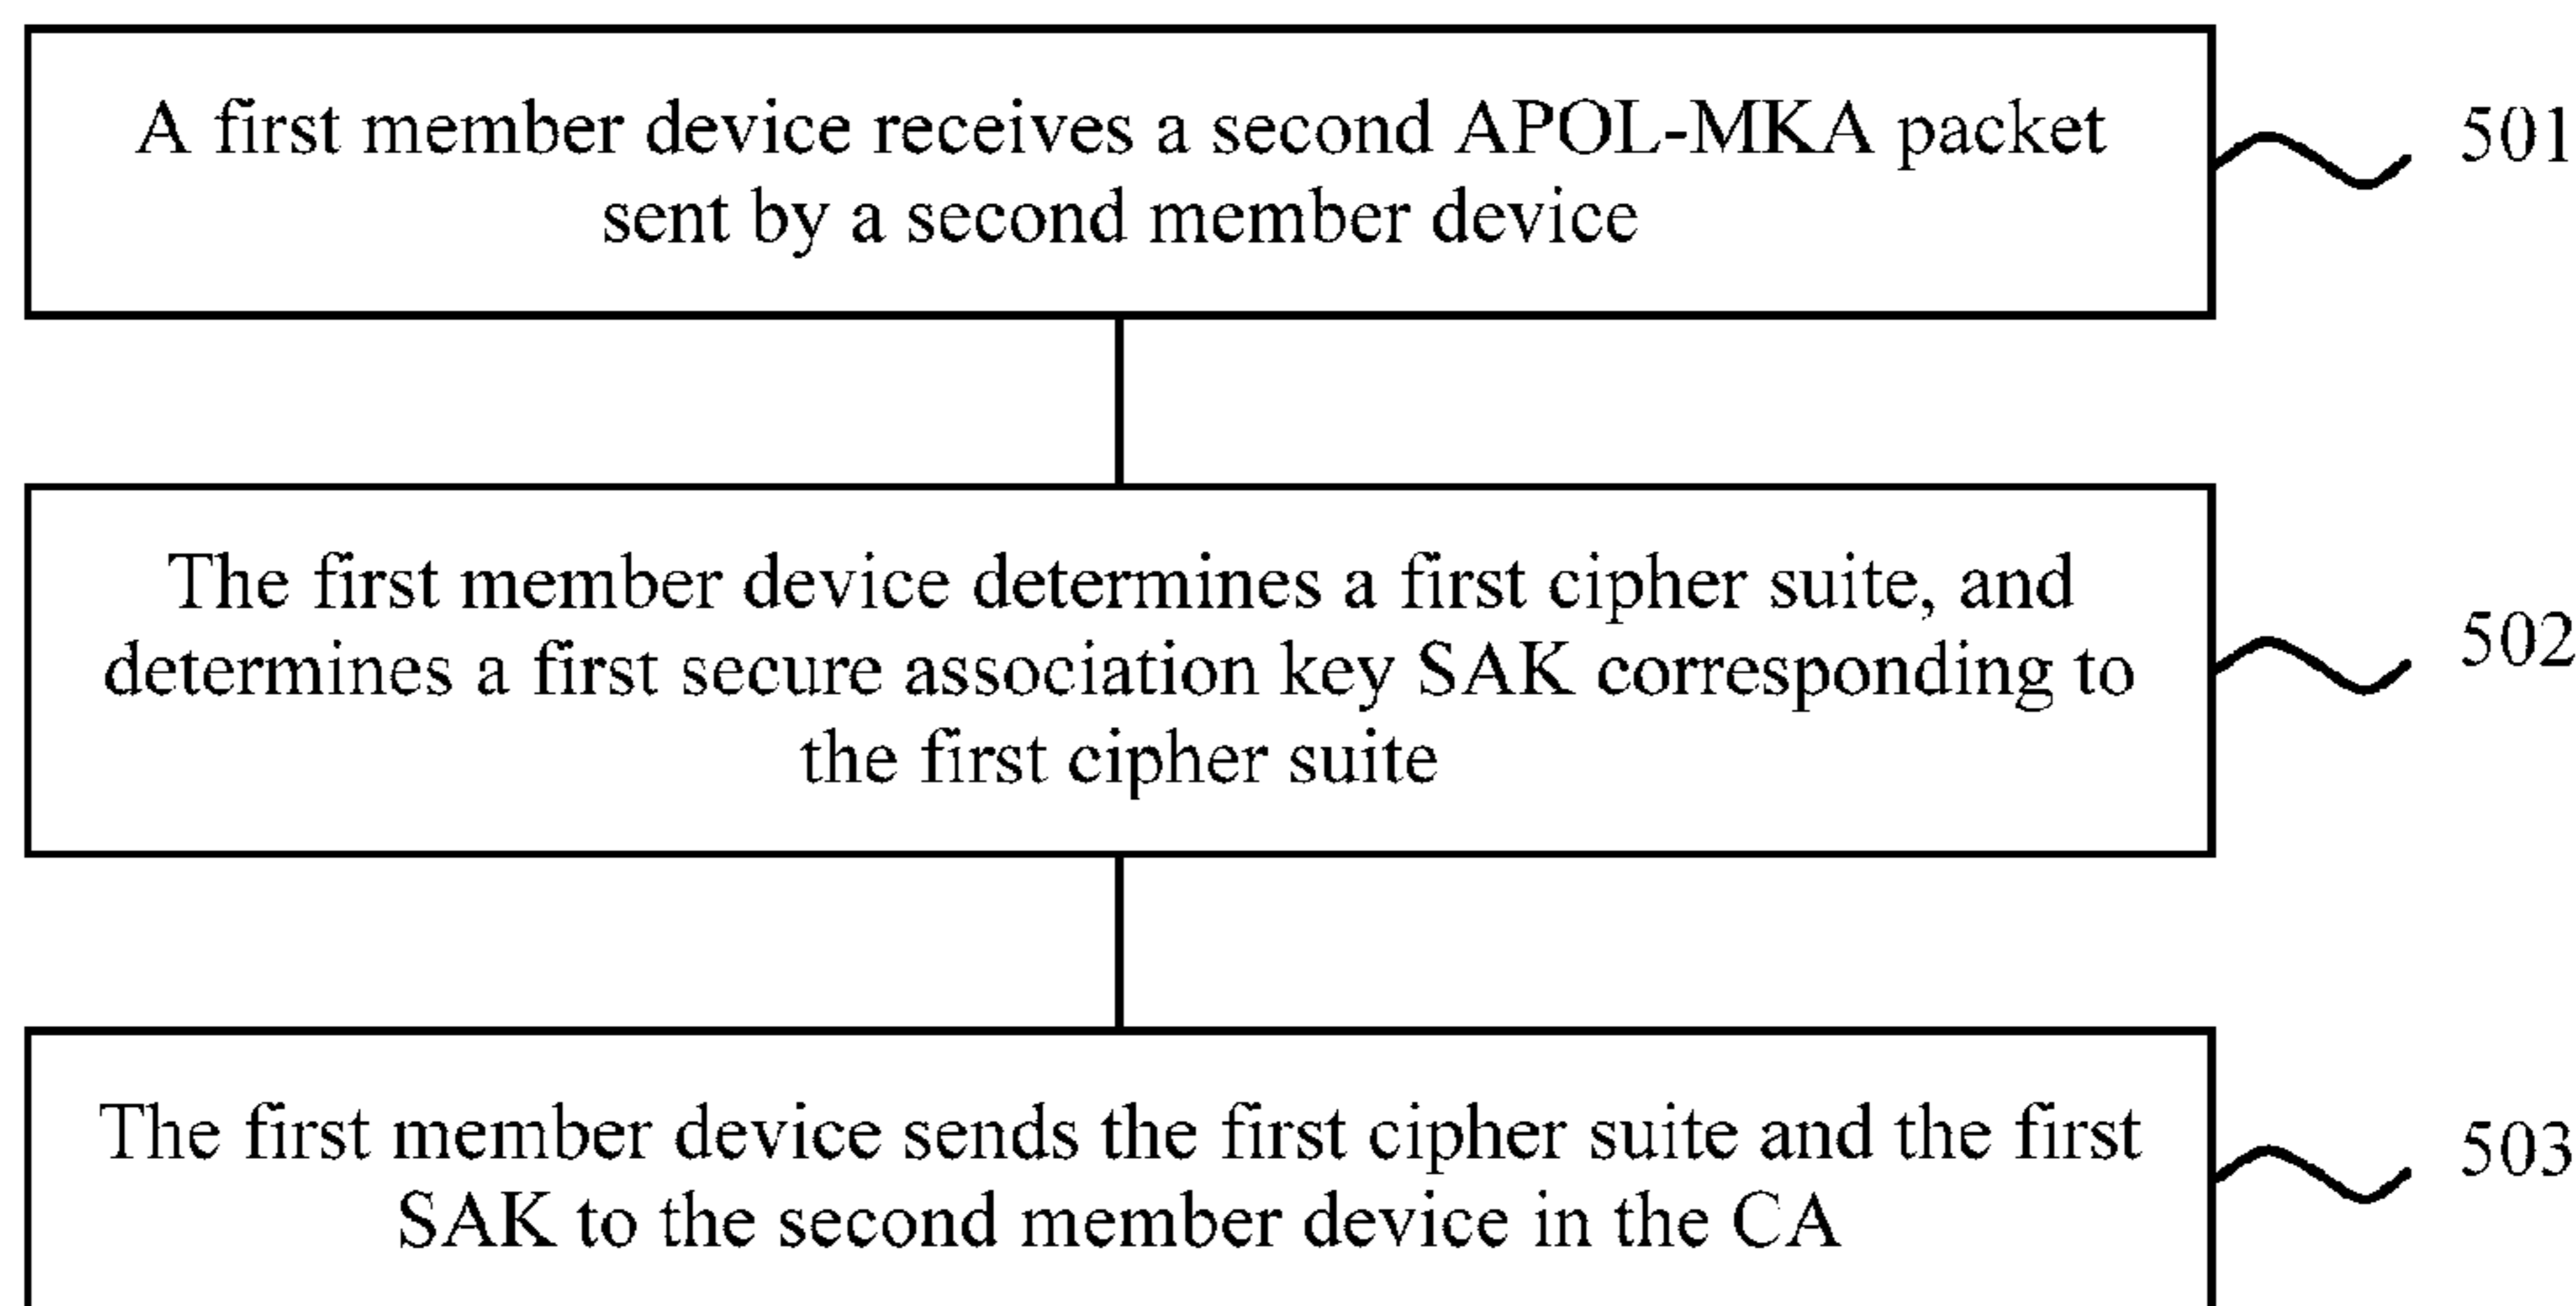 A first member device receives a second APOL-MKA packet
sent by a second member device
501
The first member device determines a first cipher suite, and
determines a first secure association key SAK corresponding to
the first cipher suite
502
The first member device sends the first cipher suite and the first
SAK to the second member device in the CA
503